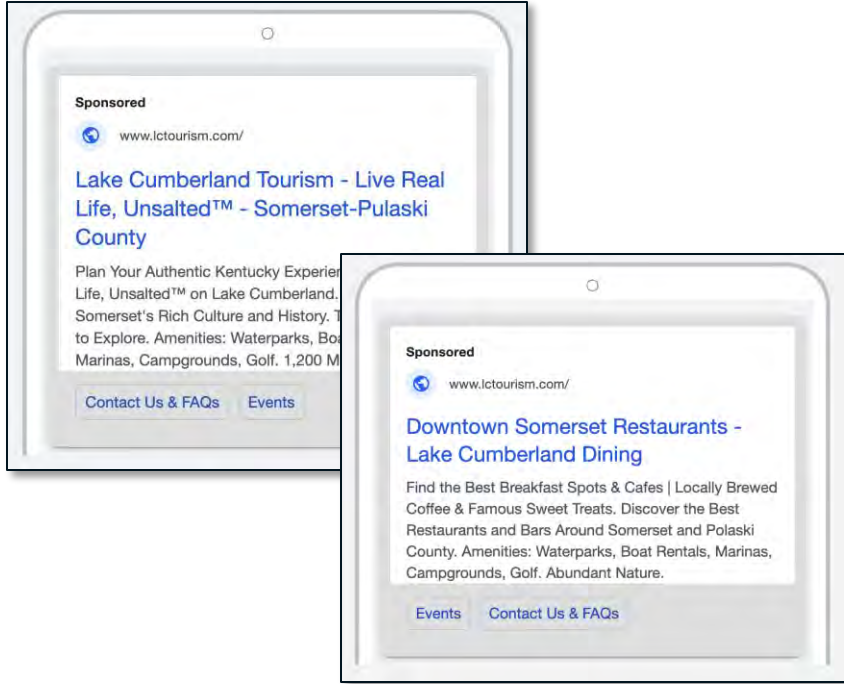 Sponsored
www.lctourism.com/
Lake Cumberland Tourism - Live Real
Life, Unsalted™ - Somerset-Pulaski
County
Plan Your Authentic Kentucky
Life, Unsalted™ on Lake Cumberland.
Somerset's Rich Culture and History.
to Explore. Amenities: Waterparks,
Marinas, Campgrounds, Golf. 1,200
Contact Us & FAQs
Events
Sponsored
www.lctourism.com/
Downtown Somerset Restaurants -
Lake Cumberland Dining
Find the Best Breakfast Spots & Cafes | Locally Brewed
Coffee & Famous Sweet Treats. Discover the Best
Restaurants and Bars Around Somerset and Polaski
County. Amenities: Waterparks, Boat Rentals, Marinas,
Campgrounds, Golf. Abundant Nature.
Events
Contact Us & FAQs